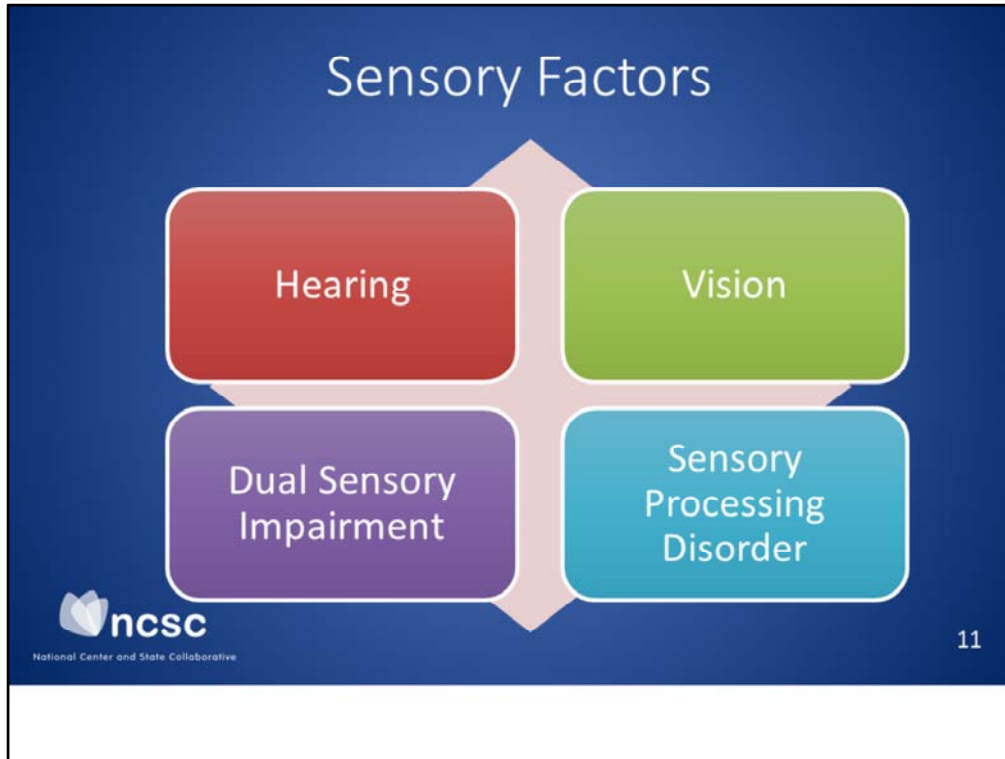 Sensory Factors
Hearing
Vision
Dual Sensory
Impairment
Sensory
Processing
Disorder
ncsc
National Center and State Collaborative
11